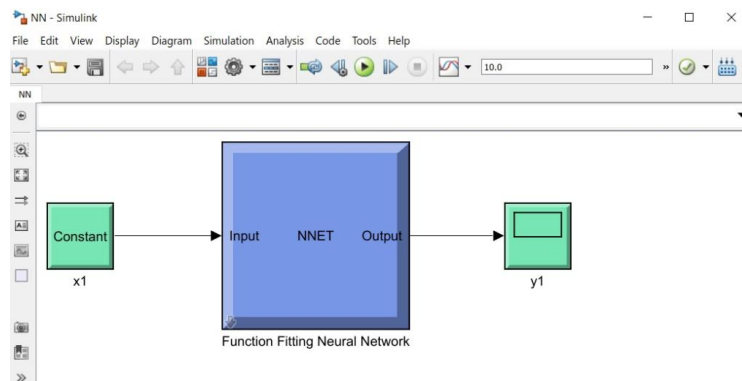 NN - Simulink
File Edit View Display Diagram Simulation Analysis Code Tools Help
10.0
»
NN
Constant
Input NNET Output
x1
y1
Function Fitting Neural Network